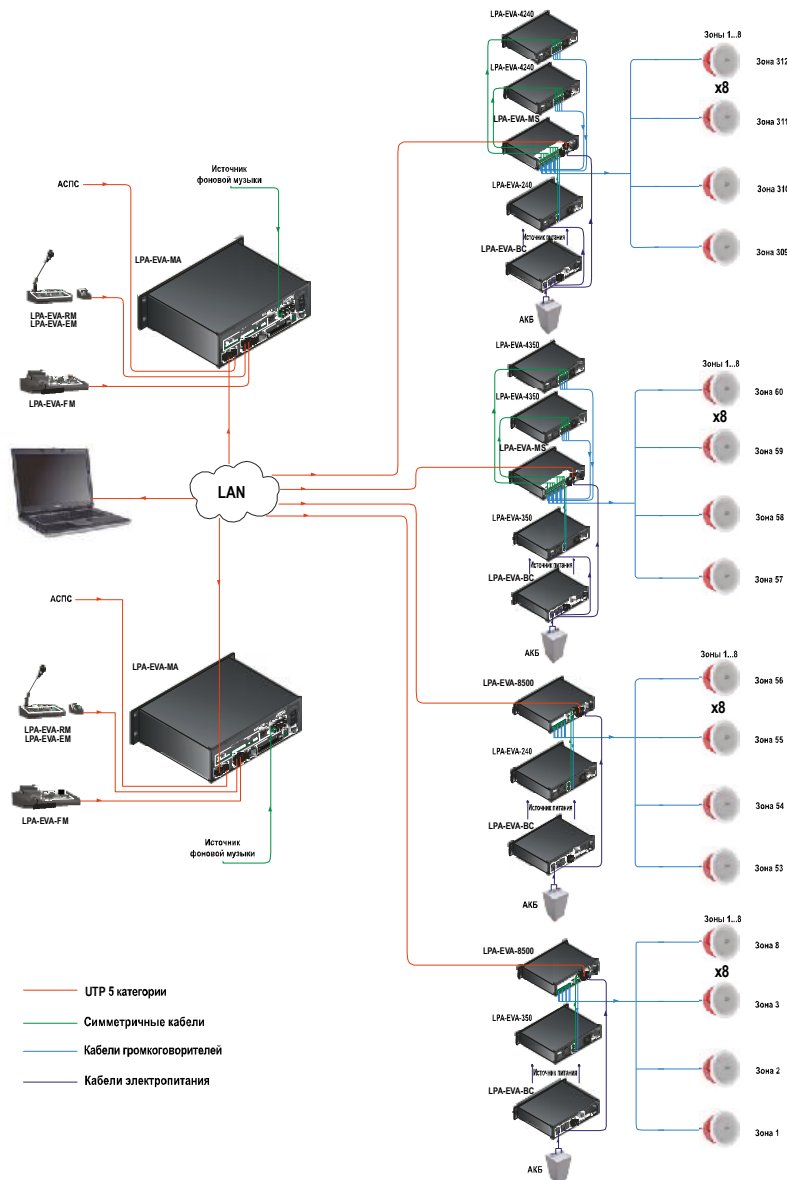 LPA-EVA-4240
LPA-EVA-4240
LPA-EVA-MS
LPA-EVA-240
Источник питания
LPA-EVA-BC
АКБ
Зоны 1...8
x8
Зона 312
Зона 311
Зона 310
Зона 309
АСПС
Источник
фоновой музыки
LPA-EVA-MA
LPA-EVA-RM
LPA-EVA-EM
LPA-EVA-FM
LAN
LPA-EVA-4350
LPA-EVA-4350
LPA-EVA-MS
LPA-EVA-350
Источник питания
LPA-EVA-BC
АКБ
Зоны 1...8
x8
Зона 60
Зона 59
Зона 58
Зона 57
АСПС
LPA-EVA-MA
LPA-EVA-RM
LPA-EVA-EM
LPA-EVA-FM
Источник
фоновой музыки
LPA-EVA-8500
LPA-EVA-240
Источник питания
LPA-EVA-BC
АКБ
Зоны 1...8
x8
Зона 56
Зона 55
Зона 54
Зона 53
LPA-EVA-8500
LPA-EVA-350
Источник питания
LPA-EVA-BC
АКБ
Зоны 1...8
x8
Зона 8
Зона 3
Зона 2
Зона 1
UTP 5 категории
Симметричные кабели
Кабели громкоговорителей
Кабели электропитания